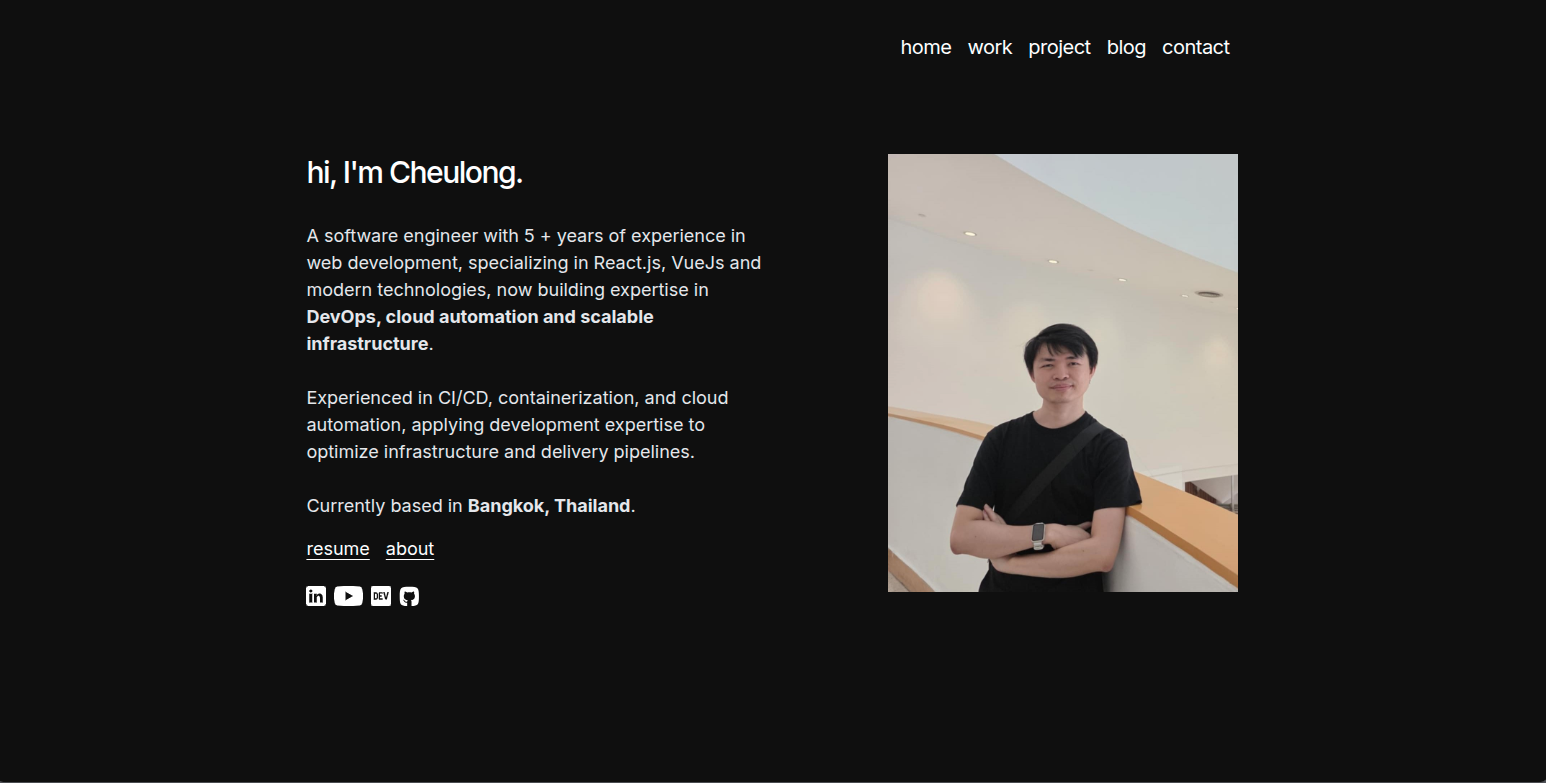 home work project blog contact
hi, I'm Cheulong.
A software engineer with 5 + years of experience in
web development, specializing in React.js, VueJs and
modern technologies, now building expertise in
DevOps, cloud automation and scalable
infrastructure.
Experienced in CI/CD, containerization, and cloud
automation, applying development expertise to
optimize infrastructure and delivery pipelines.
Currently based in Bangkok, Thailand.
resume about
in DEV